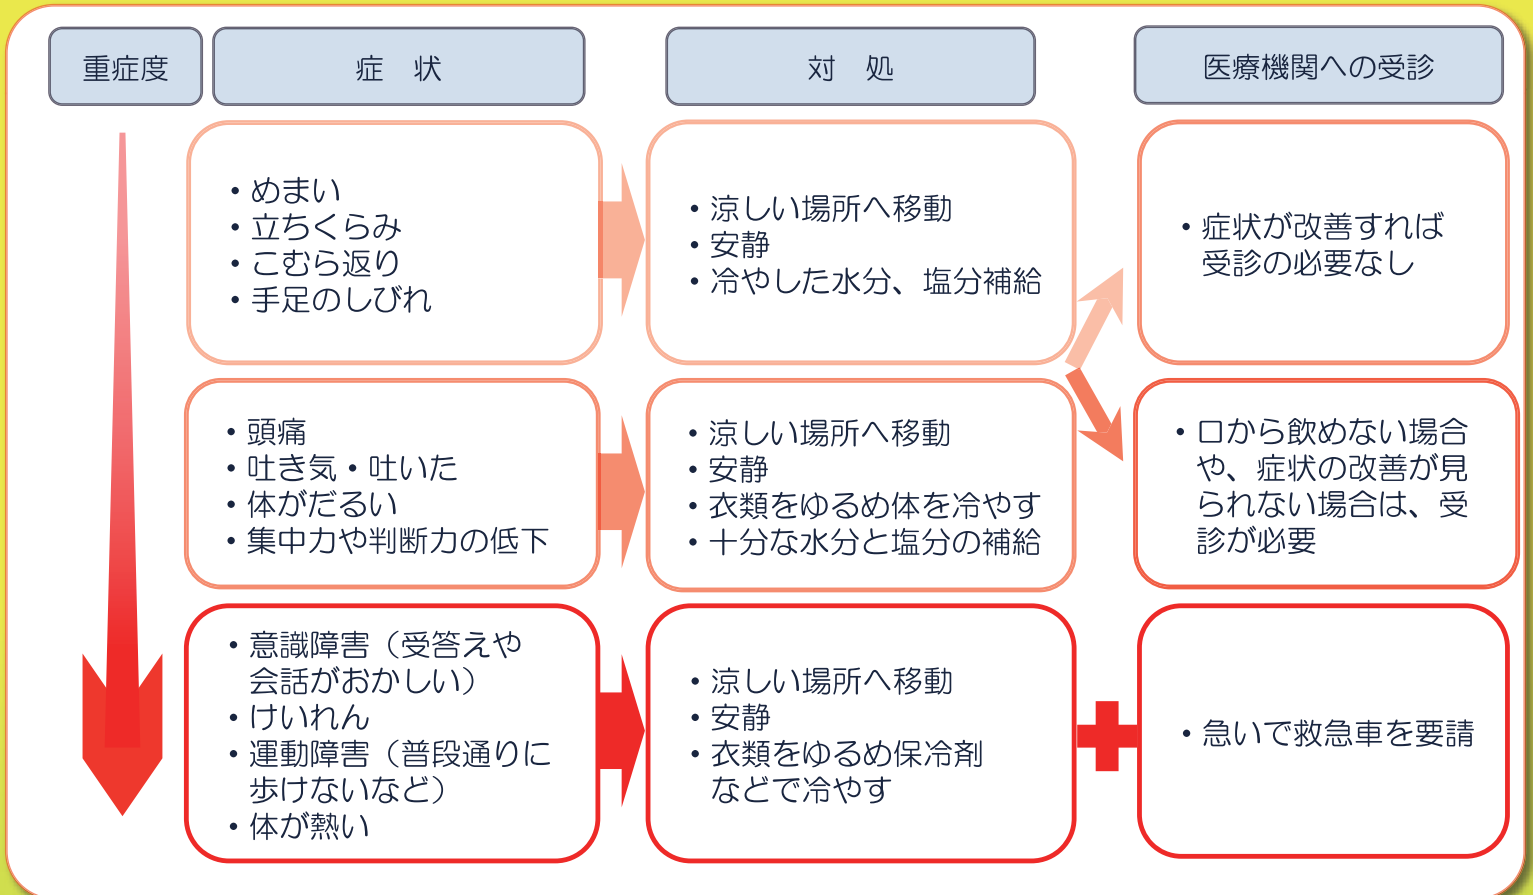 重症度
症　状
対　処
医療機関への受診
・めまい
・立ちくらみ
・こむら返り
・手足のしびれ
・涼しい場所へ移動
・安静
・冷やした水分、塩分補給
・症状が改善すれば
受診の必要なし
・頭痛
・吐き気・吐いた
・体がだるい
・集中力や判断力の低下
・涼しい場所へ移動
・安静
・衣類をゆるめ体を冷やす
・十分な水分と塩分の補給
・口から飲めない場合
や、症状の改善が見
られない場合は、受
診が必要
・意識障害（受答えや
会話がおかしい）
・けいれん
・運動障害（普段通りに
歩けないなど）
・体が熱い
・涼しい場所へ移動
・安静
・衣類をゆるめ保冷剤
などで冷やす
・急いで救急車を要請